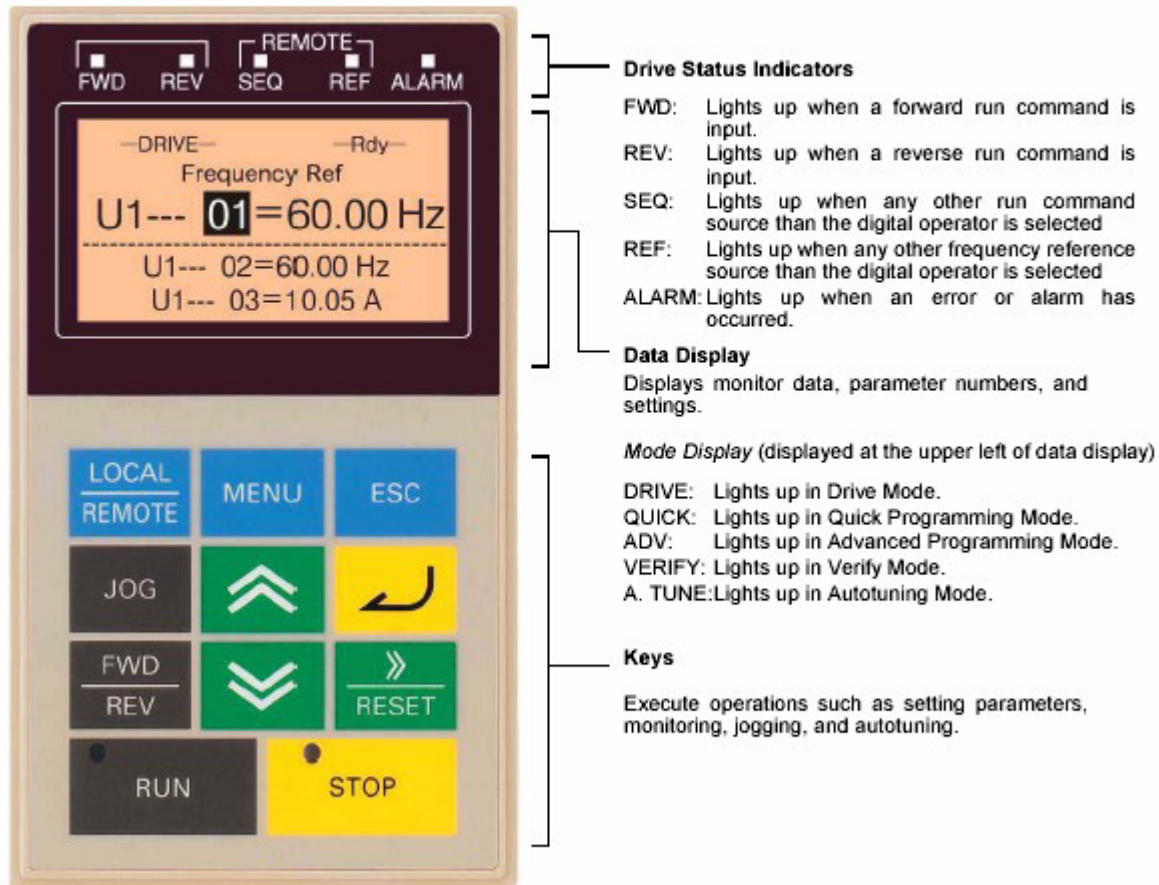 REMOTE
FWD REV SEQ REF ALARM
DRIVE Rdy
Frequency Ref
U1--- 01=60.00 Hz
U1--- 02=60.00 Hz
U1--- 03=10.05 A
LOCAL
REMOTE
MENU
ESC
JOG
FWD
REV
RESET
RUN
STOP
Drive Status Indicators
FWD: Lights up when a forward run command is
input.
REV: Lights up when a reverse run command is
input.
SEQ: Lights up when any other run command
source than the digital operator is selected
REF: Lights up when any other frequency reference
source than the digital operator is selected
ALARM: Lights up when an error or alarm has
occurred.
Data Display
Displays monitor data, parameter numbers, and
settings.
Mode Display (displayed at the upper left of data display)
DRIVE: Lights up in Drive Mode.
QUICK: Lights up in Quick Programming Mode.
ADV: Lights up in Advanced Programming Mode.
VERIFY: Lights up in Verify Mode.
A. TUNE:Lights up in Autotuning Mode.
Keys
Execute operations such as setting parameters,
monitoring, jogging, and autotuning.